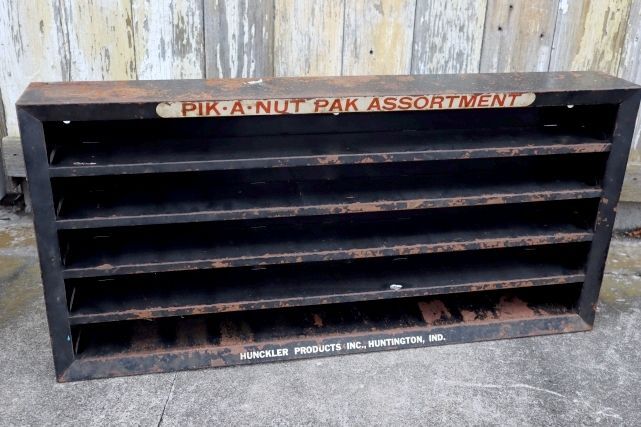 PIK·A·NUT PAK ASSORTMENT
HUNCKLER PRODUCTS INC., HUNTINGTON, IND.